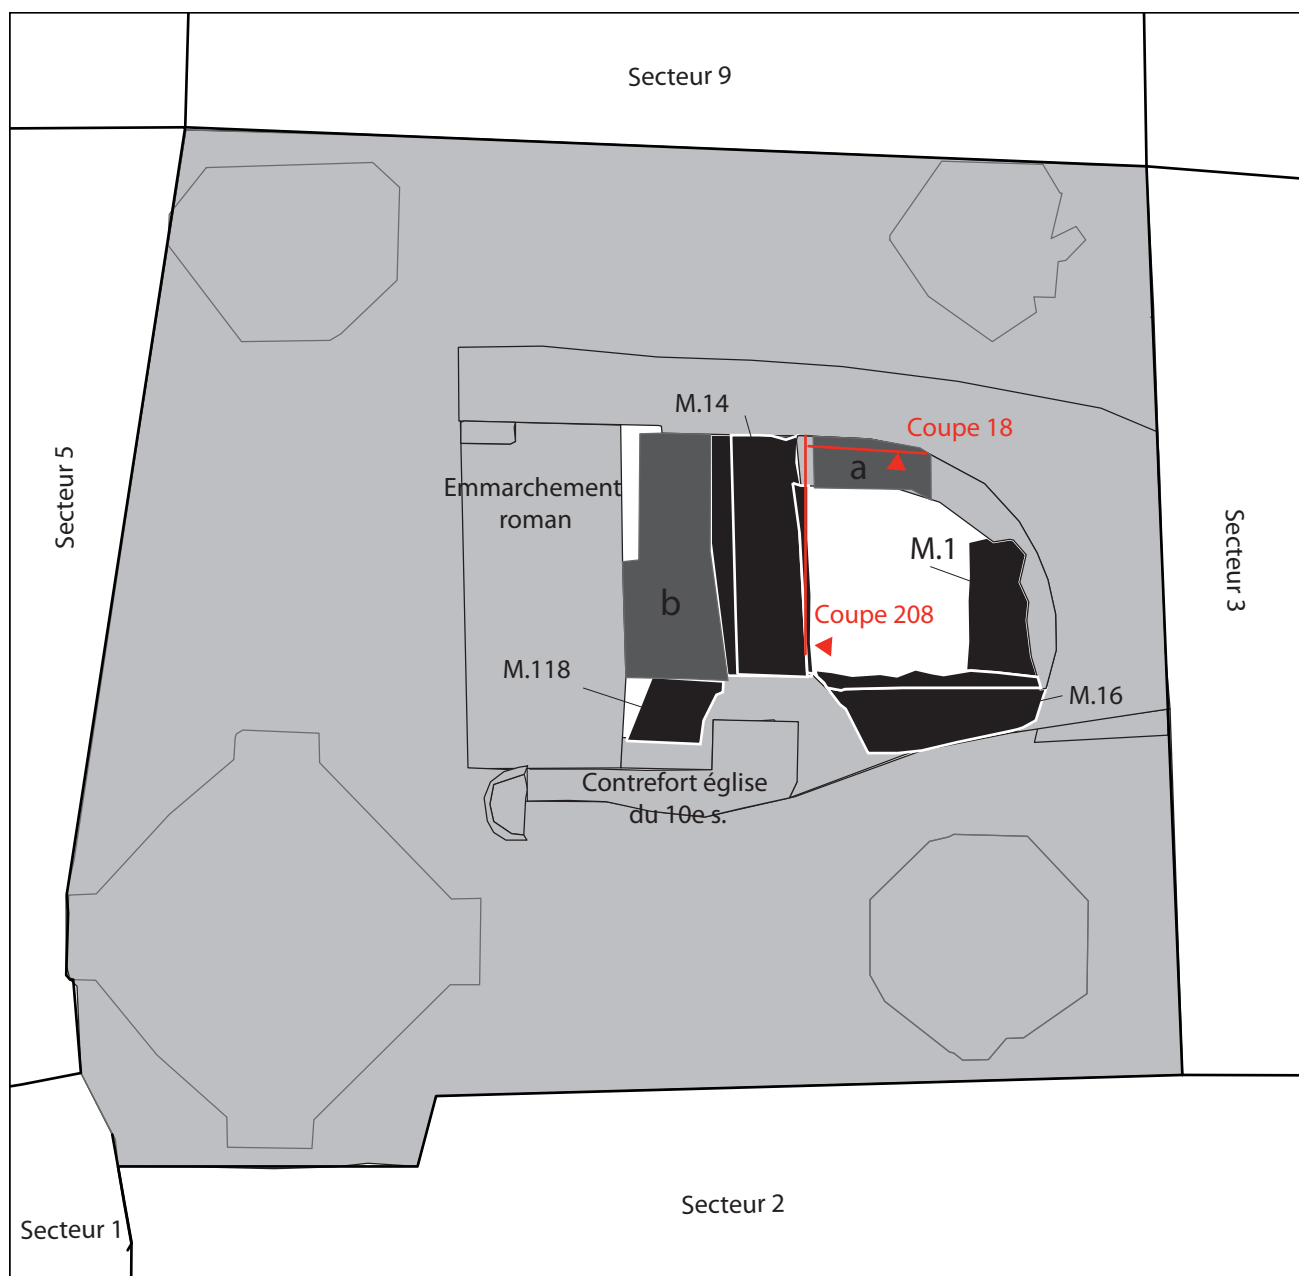 Secteur 9
M.14
Coupe 18
a
Secteur 5
Emmarchement
roman
M.1
Secteur 3
b
Coupe 208
M.118
M.16
Contrefort église
du 10e s.
Secteur 2
Secteur 1